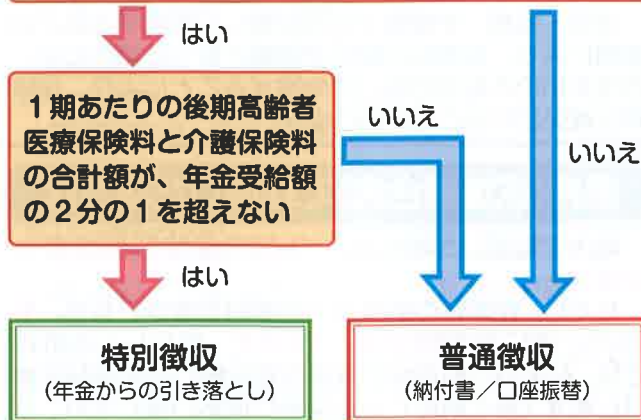 はい
1期あたりの後期高齢者
医療保険料と介護保険料
の合計額が、年金受給額
の2分の1を超えない
いいえ
いいえ
はい
特別徴収
(年金からの引き落とし)
普通徴収
(納付書/口座振替)